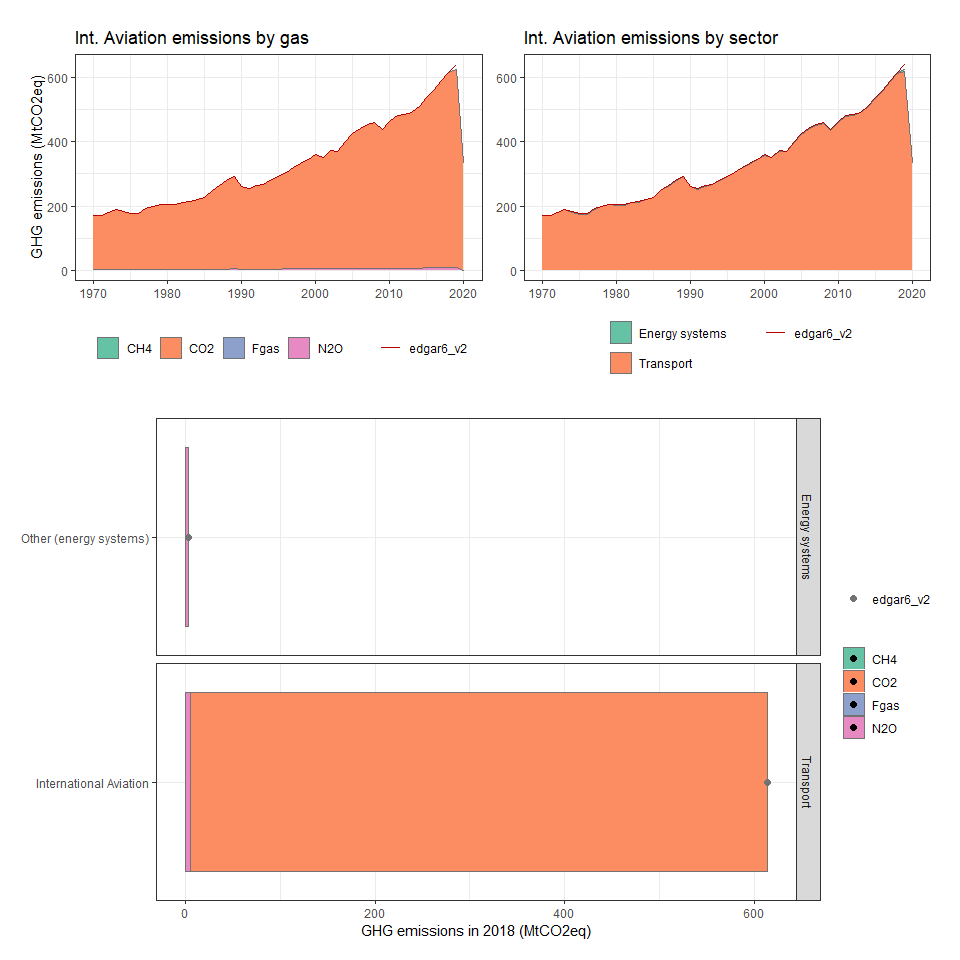 Int. Aviation emissions by gas
Int. Aviation emissions by sector
GHG emissions (MtCO2eq)
600
400
200
0
600
400
200
0
1970 1980 1990 2000 2010 2020
1970 1980 1990 2000 2010 2020
CH4 CO2 Fgas N2O edgar6_v2
Energy systems edgar6_v2
Transport
Other (energy systems)
Energy systems
edgar6_v2
CH4
CO2
Fgas
N2O
International Aviation
Transport
0 200 400 600
GHG emissions in 2018 (MtCO2eq)